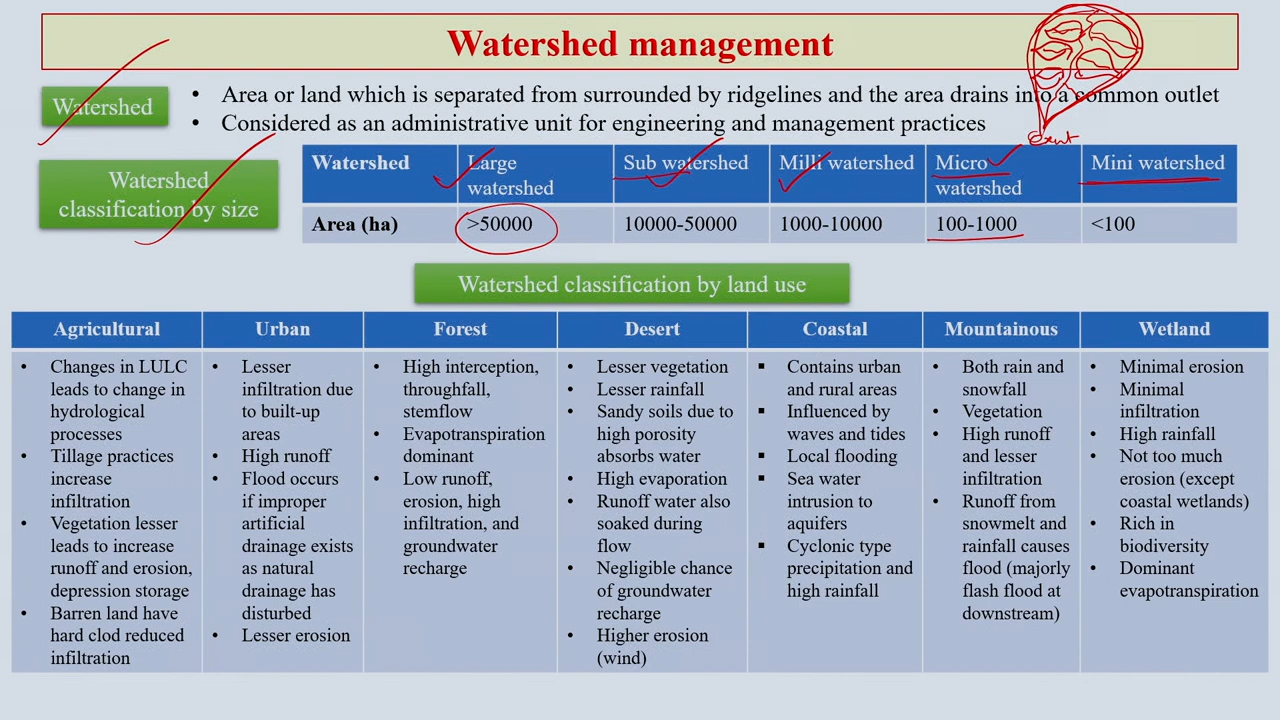 Watershed management
Watershed
• Area or land which is separated from surrounded by ridgelines and the area drains into a common outlet
• Considered as an administrative unit for engineering and management practices
Watershed
classification by size
Watershed Large watershed Sub watershed Milli watershed Micro watershed Mini watershed
Area (ha) >50000 10000-50000 1000-10000 100-1000 <100
Watershed classification by land use
Agricultural
• Changes in LULC
leads to change in
hydrological
processes
• Tillage practices
increase
infiltration
• Vegetation lesser
leads to increase
runoff and erosion,
depression storage
• Barren land have
hard clod reduced
infiltration
Urban
• Lesser
infiltration due
to built-up
areas
• High runoff
• Flood occurs
if improper
artificial
drainage exists
as natural
drainage has
disturbed
• Lesser erosion
Forest
• High interception,
throughfall,
stemflow
• Evapotranspiration
dominant
• Low runoff,
erosion, high
infiltration, and
groundwater
recharge
Desert
• Lesser vegetation
• Lesser rainfall
• Sandy soils due to
high porosity
absorbs water
• High evaporation
• Runoff water also
soaked during
flow
• Negligible chance
of groundwater
recharge
• Higher erosion
(wind)
Coastal
▪ Contains urban
and rural areas
▪ Influenced by
waves and tides
▪ Local flooding
▪ Sea water
intrusion to
aquifers
▪ Cyclonic type
precipitation and
high rainfall
Mountainous
• Both rain and
snowfall
• Vegetation
• High runoff
and lesser
infiltration
• Runoff from
snowmelt and
rainfall causes
flood (majorly
flash flood at
downstream)
Wetland
• Minimal erosion
• Minimal
infiltration
• High rainfall
• Not too much
erosion (except
coastal wetlands)
• Rich in
biodiversity
• Dominant
evapotranspiration